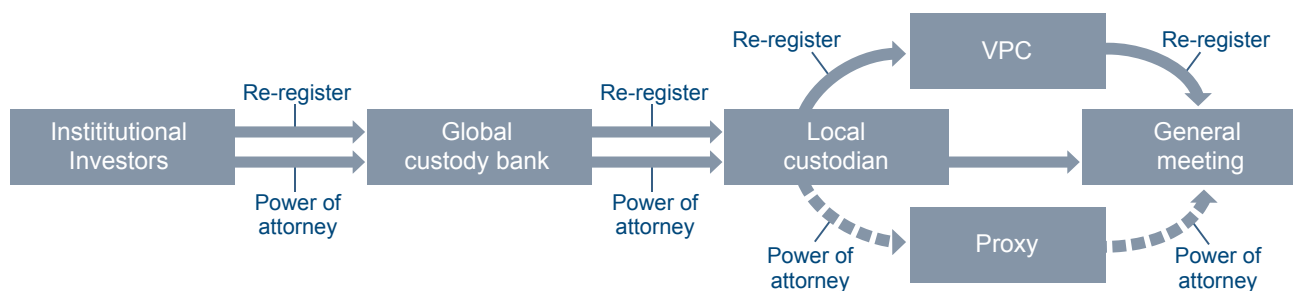 Re-register
VPC
Re-register
Re-register
Re-register
Instititutional
Investors
Global
custody bank
Local
custodian
General
meeting
Power of
attorney
Power of
attorney
Power of
attorney
Proxy
Power of
attorney